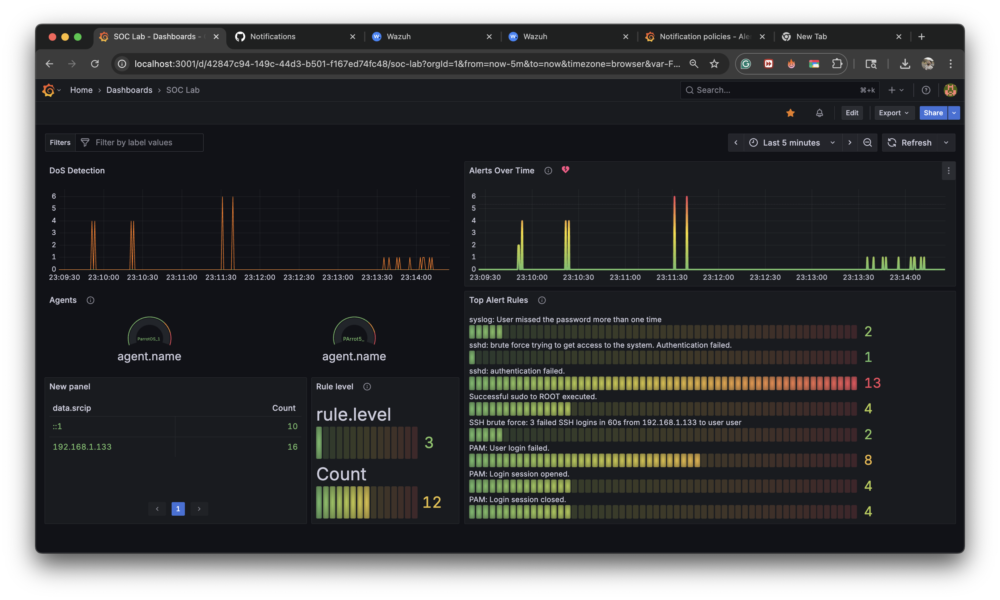 SOC Lab - Dashboards -
Notifications
Wazuh
Wazuh
Notification policies - Ale
New Tab
localhost:3001/d/42847c94-149c-44d3-b501-f167ed74fc48/soc-lab?orgId=1&from=now-5m&to=now&timezone=browser&var-F...
Home › Dashboards › SOC Lab
Search...
⌘+k
Edit
Export
Share
Filters
Filter by label values
Last 5 minutes
Refresh
DoS Detection
6
5
4
3
2
1
0
23:09:30 23:10:00 23:10:30 23:11:00 23:11:30 23:12:00 23:12:30 23:13:00 23:13:30 23:14:00
Alerts Over Time
6
5
4
3
2
1
0
23:09:30 23:10:00 23:10:30 23:11:00 23:11:30 23:12:00 23:12:30 23:13:00 23:13:30 23:14:00
Agents
ParrotOS_1
agent.name
PArrot5_
agent.name
New panel
data.srcip Count
::1 10
192.168.1.133 16
1
Rule level
rule.level
3
Count
12
Top Alert Rules
syslog: User missed the password more than one time
2
sshd: brute force trying to get access to the system. Authentication failed.
1
sshd: authentication failed.
13
Successful sudo to ROOT executed.
4
SSH brute force: 3 failed SSH logins in 60s from 192.168.1.133 to user user
2
PAM: User login failed.
8
PAM: Login session opened.
4
PAM: Login session closed.
4